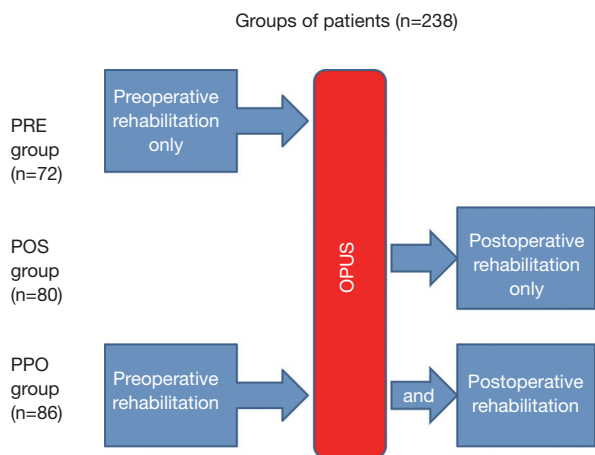 Groups of patients (n=238)
PRE
group
(n=72)
Preoperative
rehabilitation
only
POS
group
(n=80)
OPUS
Postoperative
rehabilitation
only
PPO
group
(n=86)
Preoperative
rehabilitation
and
Postoperative
rehabilitation